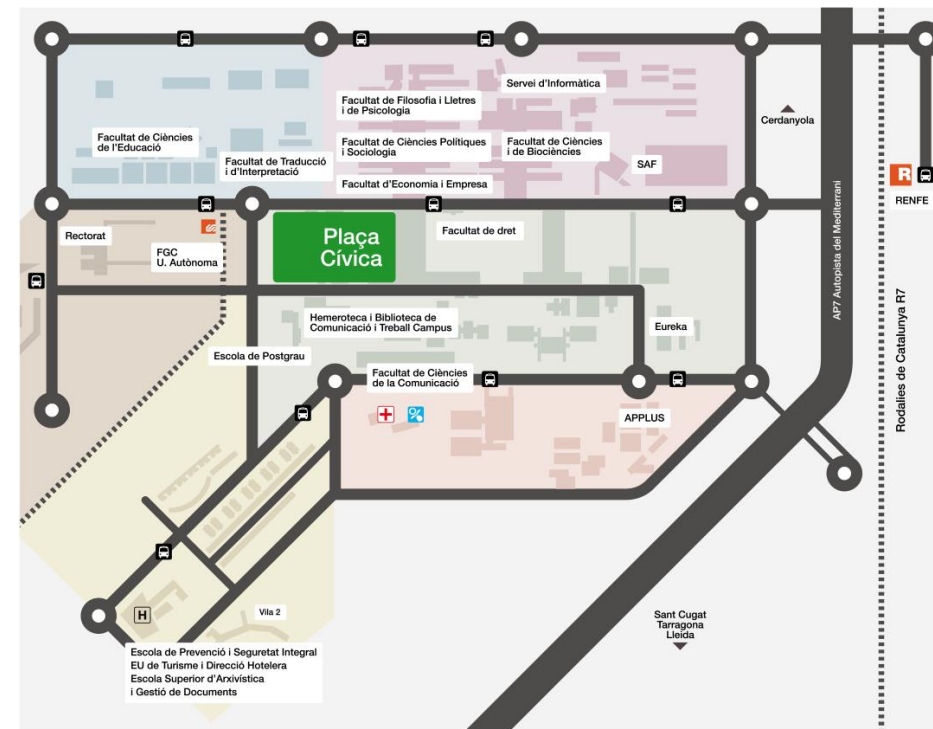 Servei d'Informàtica
Facultat de Filosofia i Lletres
i de Psicologia
Cerdanyola
Facultat de Ciències
de l'Educació
Facultat de Ciències Polítiques
i Sociologia
Facultat de Ciències
i de Biociències
Facultat de Traducció
i d'Interpretació
SAF
Facultat d'Economia i Empresa
R
RENFE
Rectorat
FGC
U. Autònoma
Plaça
Cívica
Facultat de dret
AP7 Autopista del Mediterrani
Rodalies de Catalunya R7
Hemeroteca i Biblioteca de
Comunicació i Treball Campus
Eureka
Escola de Postgrau
Facultat de Ciències
de la Comunicació
APPLUS
H
Vila 2
Sant Cugat
Tarragona
Lleida
Escola de Prevenció i Seguretat Integral
EU de Turisme i Direcció Hotelera
Escola Superior d'Arxivística
i Gestió de Documents